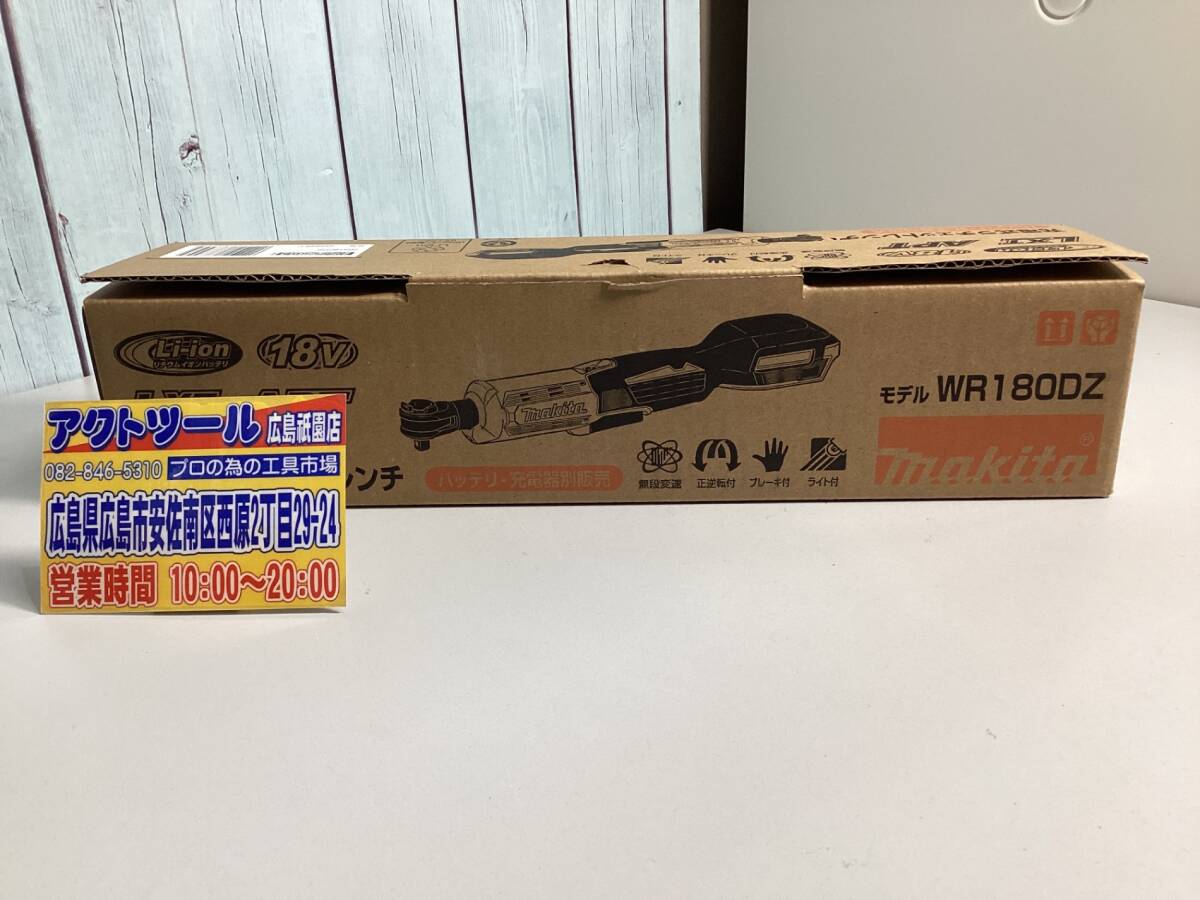 Li-ion
リチウムイオンバッテリ
18V
makita
モデル WR180DZ
makita
®
レンチ
バッテリ・充電器別販売
無段変速
正逆転付
ブレーキ付
ライト付
アクトツール 広島祇園店
082-846-5310 プロの為の工具市場
広島県広島市安佐南区西原2丁目29-24
営業時間 10:00〜20:00